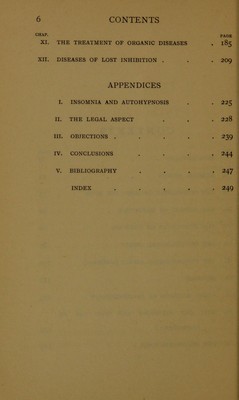 6 CONTENTS
CHAP. PAGE
XI. THE TREATMENT OF ORGANIC DISEASES . 185
XII. DISEASES OF LOST INHIBITION . . . 209
APPENDICES
I. INSOMNIA AND AUTOHYPNOSIS . . 225
II. THE LEGAL ASPECT . . . 228
III. OBJECTIONS . . . . . 239
IV. CONCLUSIONS . . . . 244
V. BIBLIOGRAPHY . . . . 247
INDEX . . . . . 249